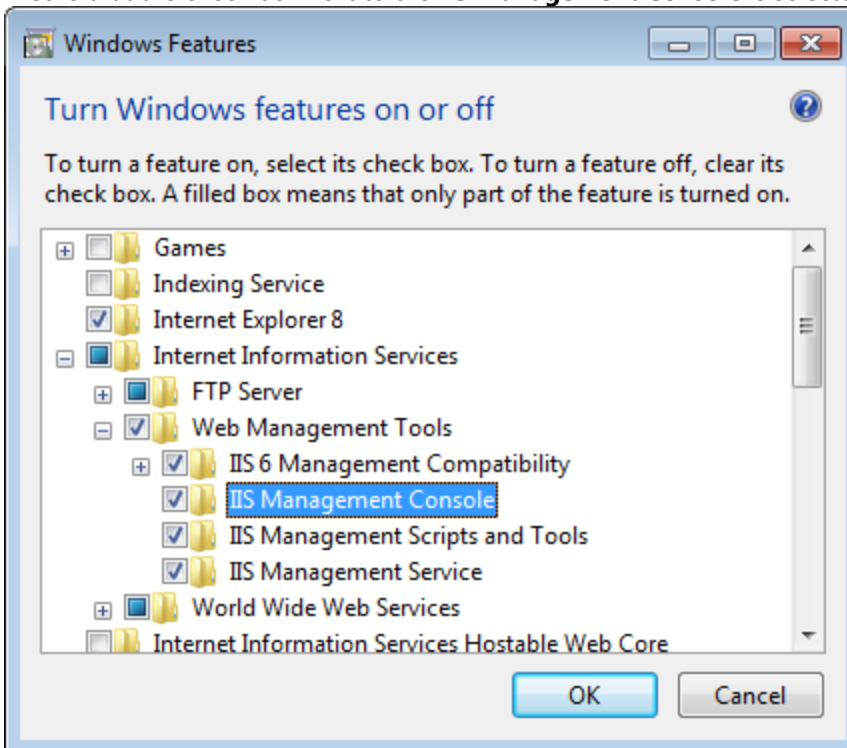 Windows Features
Turn Windows features on or off
To turn a feature on, select its check box. To turn a feature off, clear its
check box. A filled box means that only part of the feature is turned on.
Games
Indexing Service
Internet Explorer 8
Internet Information Services
FTP Server
Web Management Tools
IIS 6 Management Compatibility
IIS Management Console
IIS Management Scripts and Tools
IIS Management Service
World Wide Web Services
Internet Information Services Hostable Web Core
OK
Cancel